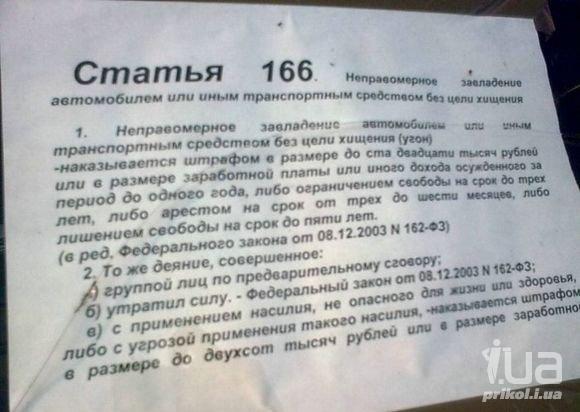 Статья 166. Неправомерное завладение
автомобилем или иным транспортным средством без цели хищения
1. Неправомерное завладение автомобилем или иным
транспортным средством без цели хищения (угон)
-наказывается штрафом в размере до ста двадцати тысяч рублей
или в размере заработной платы или иного дохода осужденного за
период до одного года, либо ограничением свободы на срок до трех
лет, либо арестом на срок от трех до шести месяцев, либо
лишением свободы на срок до пяти лет.
(в ред. Федерального закона от 08.12.2003 N 162-ФЗ)
2. То же деяние, совершенное:
а) группой лиц по предварительному сговору;
б) утратил силу. - Федеральный закон от 08.12.2003 N 162-ФЗ;
в) с применением насилия, не опасного для жизни или здоровья,
либо с угрозой применения такого насилия, -наказывается штрафом
в размере до двухсот тысяч рублей или в размере заработной
i.ua
prikol.i.ua